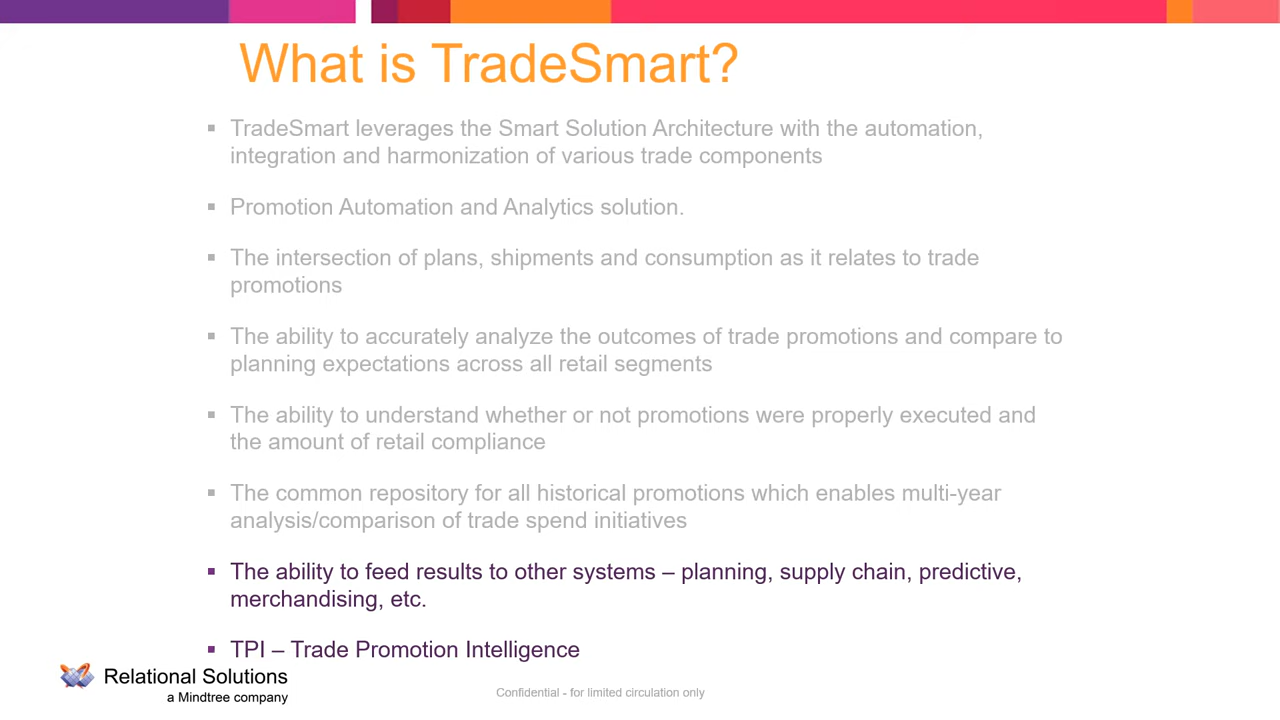 What is TradeSmart?
▪ TradeSmart leverages the Smart Solution Architecture with the automation,
integration and harmonization of various trade components
▪ Promotion Automation and Analytics solution.
▪ The intersection of plans, shipments and consumption as it relates to trade
promotions
▪ The ability to accurately analyze the outcomes of trade promotions and compare to
planning expectations across all retail segments
▪ The ability to understand whether or not promotions were properly executed and
the amount of retail compliance
▪ The common repository for all historical promotions which enables multi-year
analysis/comparison of trade spend initiatives
▪ The ability to feed results to other systems – planning, supply chain, predictive,
merchandising, etc.
▪ TPI – Trade Promotion Intelligence
Relational Solutions
a Mindtree company
Confidential - for limited circulation only